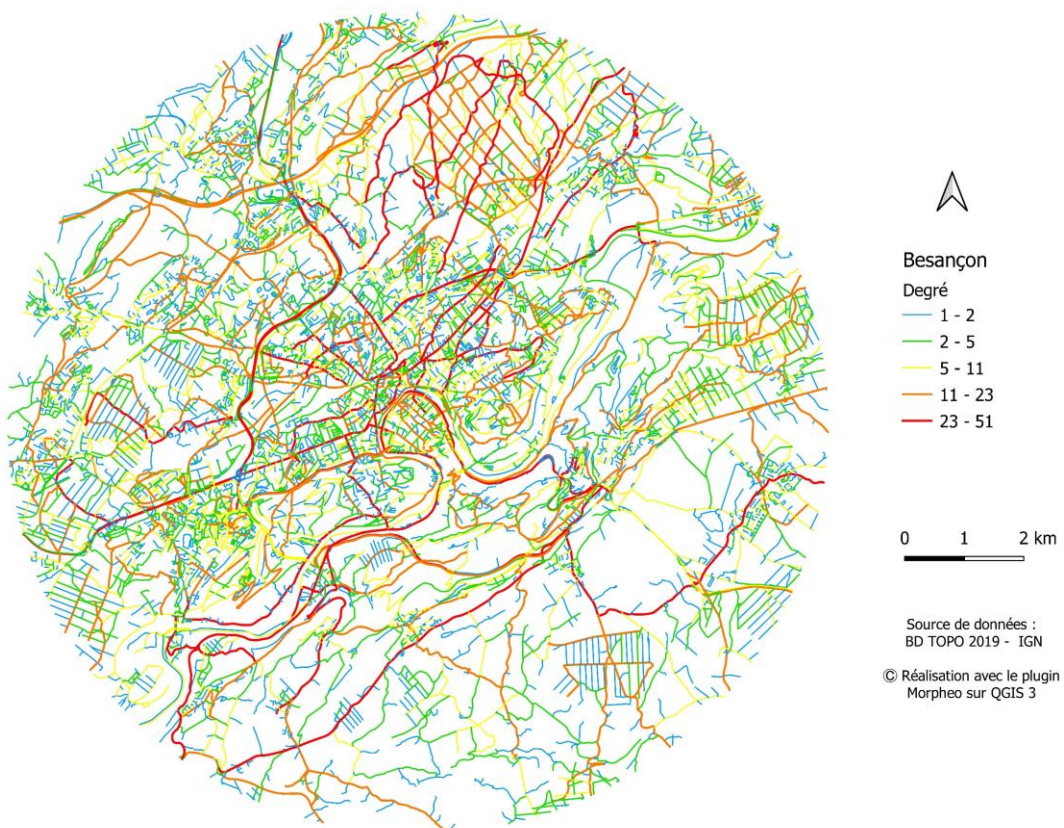 Besançon
Degré
1 - 2
2 - 5
5 - 11
11 - 23
23 - 51
0 1 2 km
Source de données :
BD TOPO 2019 - IGN
© Réalisation avec le plugin
Morpheo sur QGIS 3